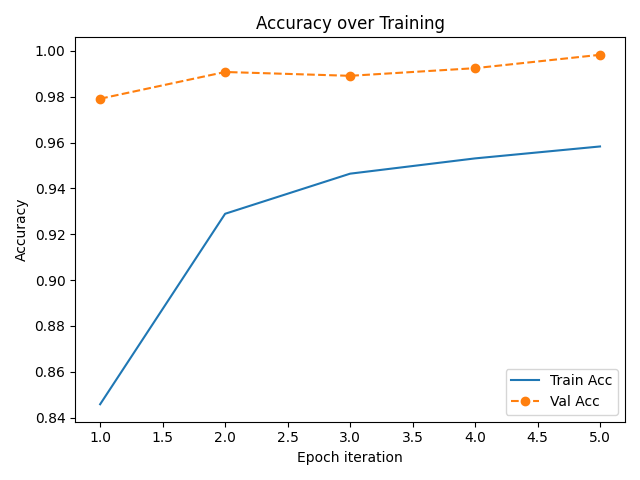 Accuracy over Training
1.00
0.98
0.96
0.94
0.92
0.90
0.88
0.86
0.84
Accuracy
1.0 1.5 2.0 2.5 3.0 3.5 4.0 4.5 5.0
Epoch iteration
Train Acc
Val Acc